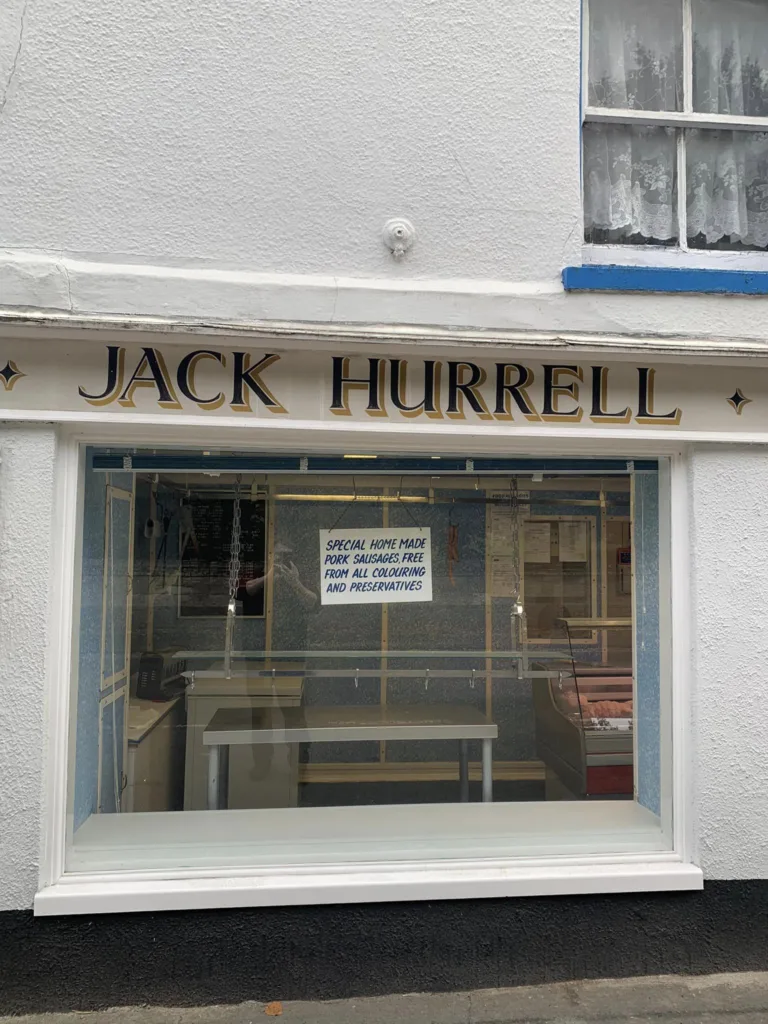 JACK HURRELL
SPECIAL HOME MADE
PORK SAUSAGES, FREE
FROM ALL COLOURING
AND PRESERVATIVES